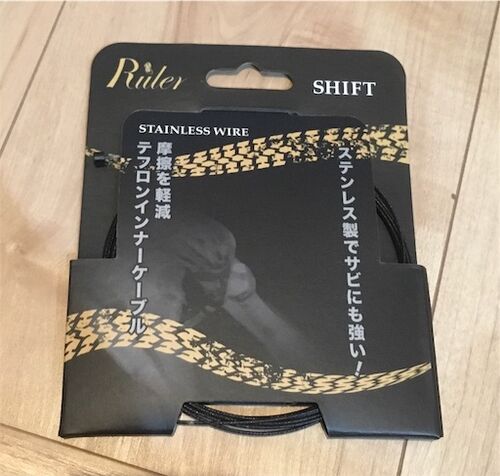 Ruler
SHIFT
STAINLESS WIRE
ステンレス製でサビにも強い!
摩擦を軽減
テフロンインナーケーブル